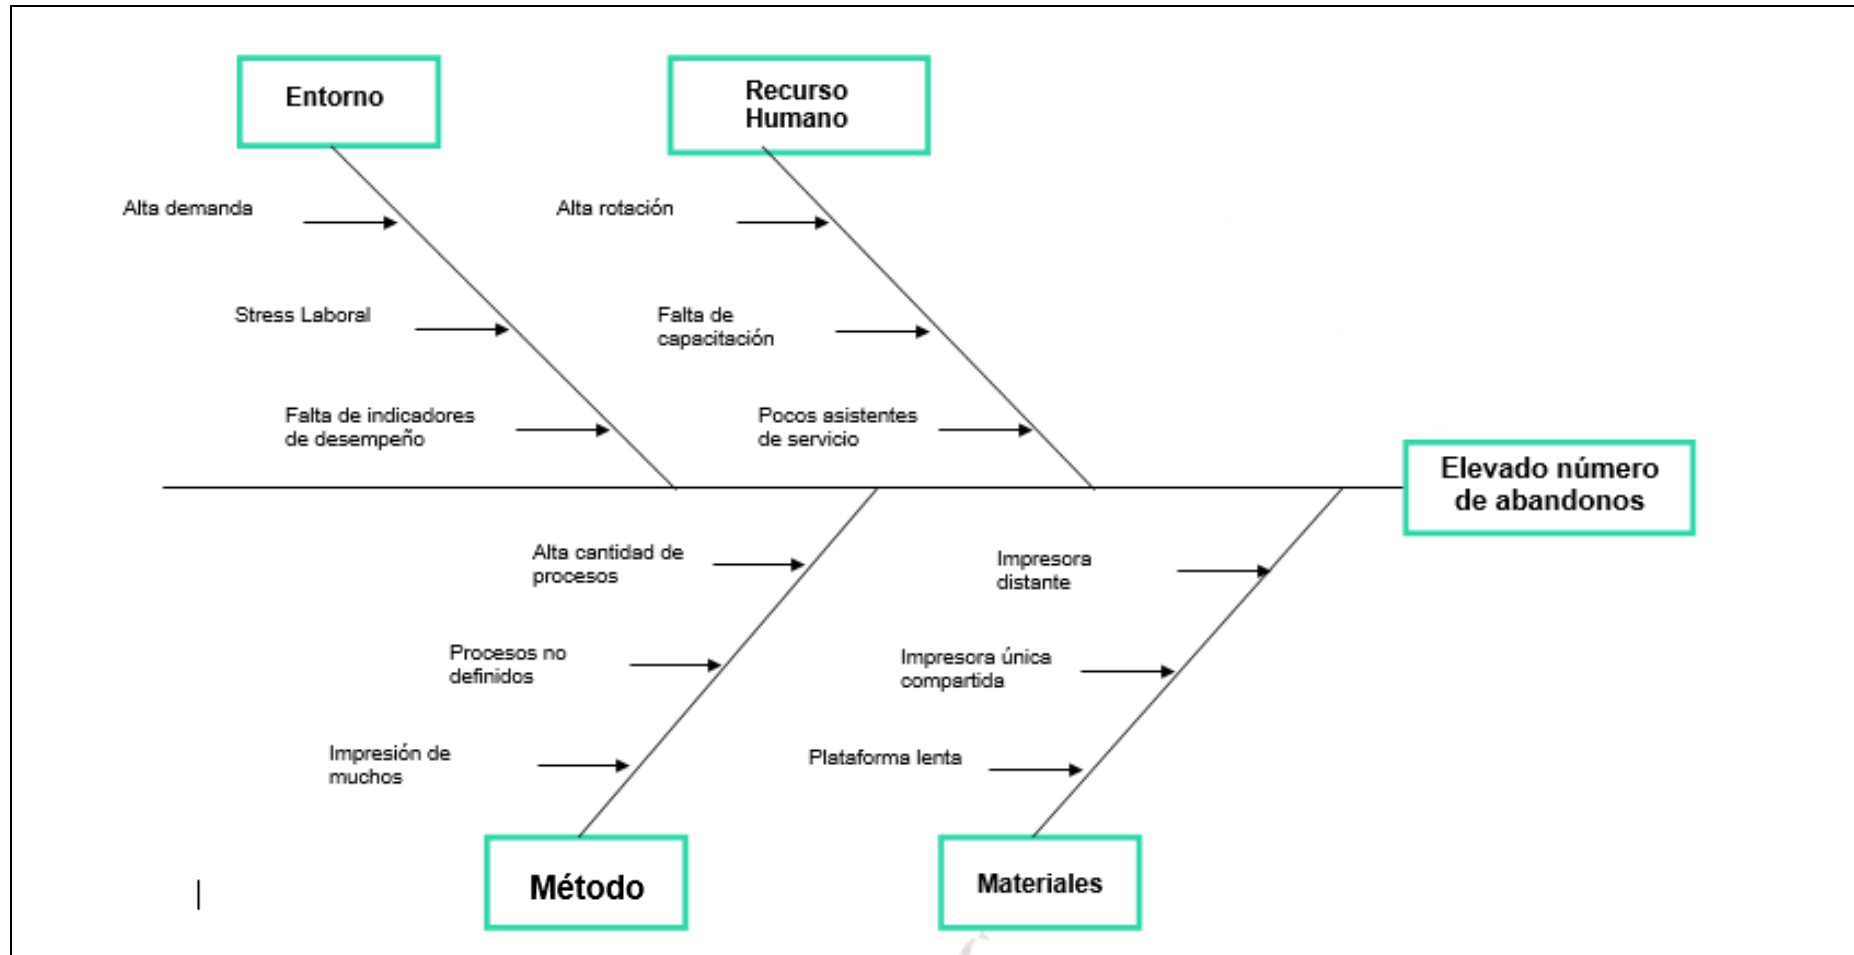 Entorno
Recurso
Humano
Alta demanda
Alta rotación
Stress Laboral
Falta de
capacitación
Falta de indicadores
de desempeño
Pocos asistentes
de servicio
Elevado número
de abandonos
Alta cantidad de
procesos
Impresora
distante
Procesos no
definidos
Impresora única
compartida
Impresión de
muchos
Plataforma lenta
Método
Materiales